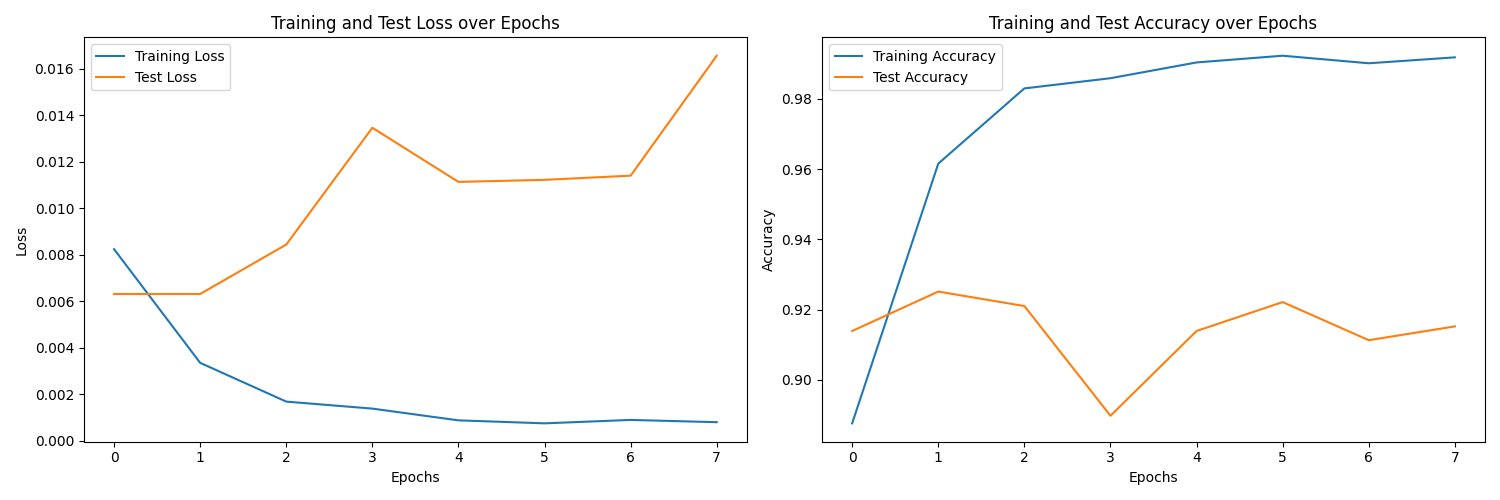 Training and Test Loss over Epochs
Training Loss
Test Loss
0.016
0.014
0.012
0.010
0.008
0.006
0.004
0.002
0.000
Loss
0 1 2 3 4 5 6 7
Epochs
Training and Test Accuracy over Epochs
Training Accuracy
Test Accuracy
0.98
0.96
0.94
0.92
0.90
Accuracy
0 1 2 3 4 5 6 7
Epochs